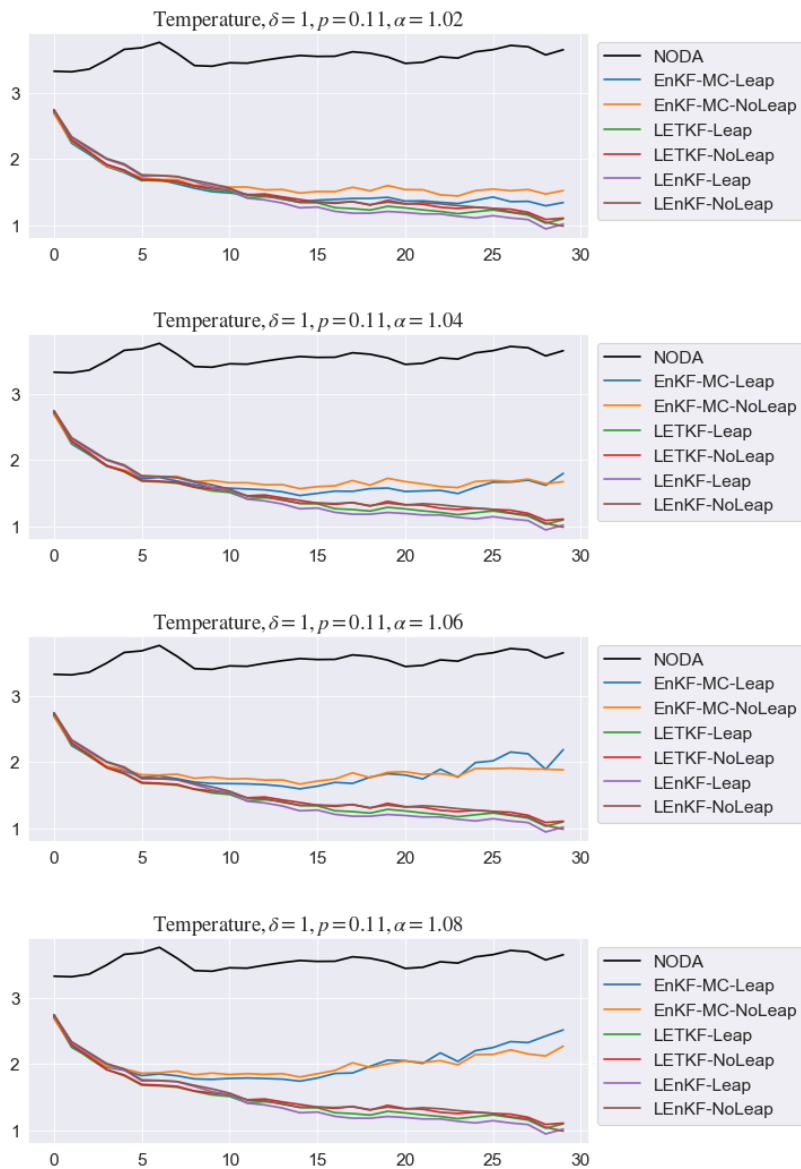 Temperature, δ = 1, p = 0.11, α = 1.02
3
2
1
0 5 10 15 20 25 30
NODA
EnKF-MC-Leap
EnKF-MC-NoLeap
LETKF-Leap
LETKF-NoLeap
LEnKF-Leap
LEnKF-NoLeap
Temperature, δ = 1, p = 0.11, α = 1.04
3
2
1
0 5 10 15 20 25 30
NODA
EnKF-MC-Leap
EnKF-MC-NoLeap
LETKF-Leap
LETKF-NoLeap
LEnKF-Leap
LEnKF-NoLeap
Temperature, δ = 1, p = 0.11, α = 1.06
3
2
1
0 5 10 15 20 25 30
NODA
EnKF-MC-Leap
EnKF-MC-NoLeap
LETKF-Leap
LETKF-NoLeap
LEnKF-Leap
LEnKF-NoLeap
Temperature, δ = 1, p = 0.11, α = 1.08
3
2
1
0 5 10 15 20 25 30
NODA
EnKF-MC-Leap
EnKF-MC-NoLeap
LETKF-Leap
LETKF-NoLeap
LEnKF-Leap
LEnKF-NoLeap